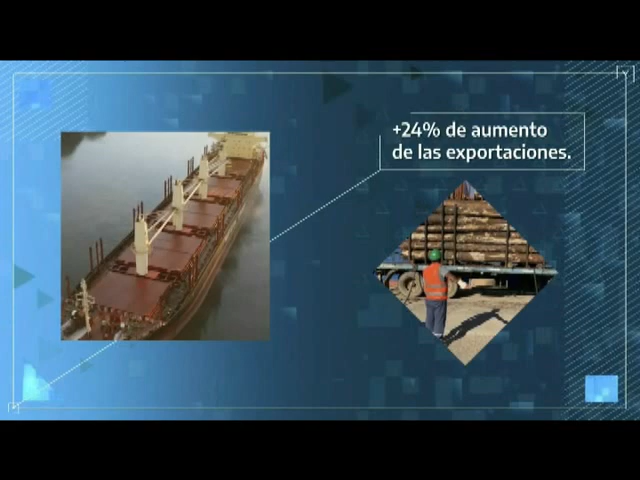 +24% de aumento
de las exportaciones.